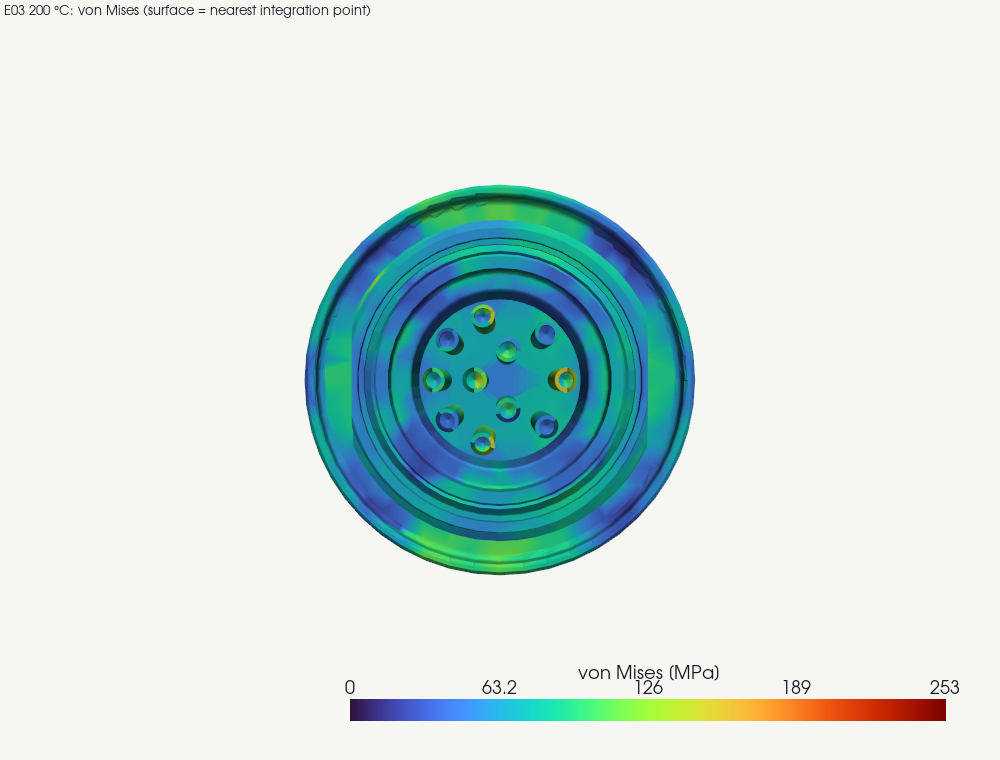 E03 200 °C: von Mises (surface = nearest integration point)
von Mises [MPa]
0 63.2 126 189 253